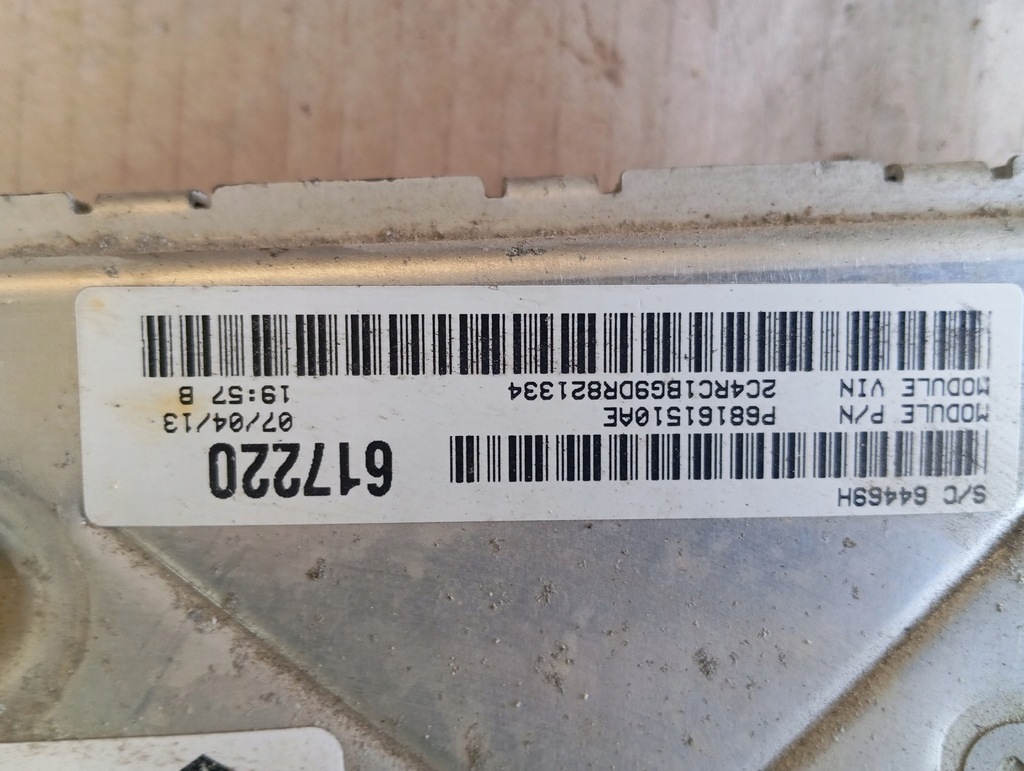 S/C 64469H
617220
MODULE P/N P68161510AE 07/04/13
MODULE VIN 2C4RC1BG9DR821334 19:57 B